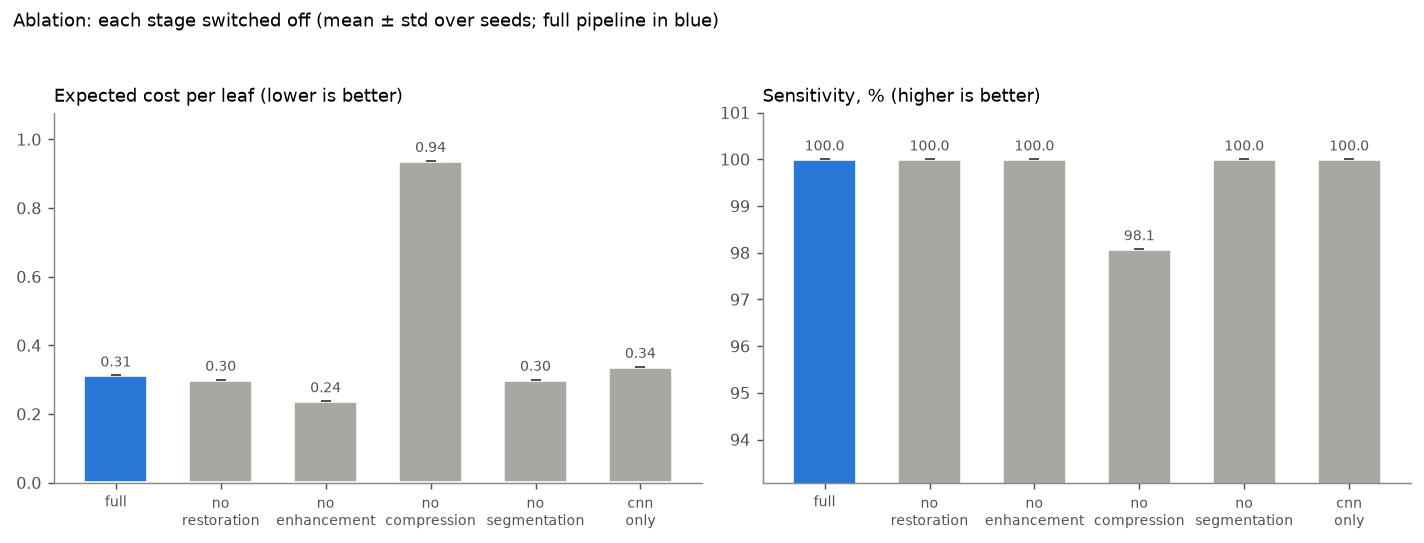 Ablation: each stage switched off (mean ± std over seeds; full pipeline in blue)
Expected cost per leaf (lower is better)
1.0
0.8
0.6
0.4
0.2
0.0
0.31
0.30
0.24
0.94
0.30
0.34
full
no restoration
no enhancement
no compression
no segmentation
cnn only
Sensitivity, % (higher is better)
101
100
99
98
97
96
95
94
100.0
100.0
100.0
98.1
100.0
100.0
full
no restoration
no enhancement
no compression
no segmentation
cnn only